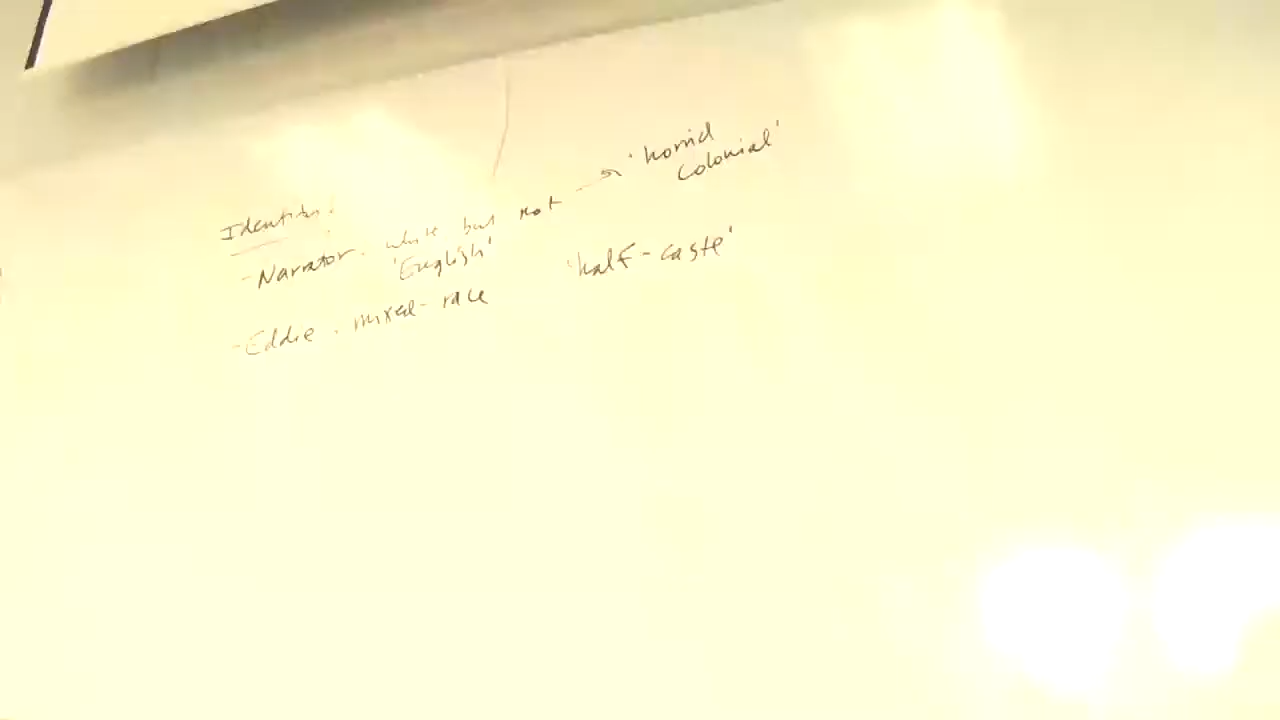 Identity:
- Narrator. white but not → 'horrid
'English' colonial'
- Eddie. mixed-race 'half-caste'